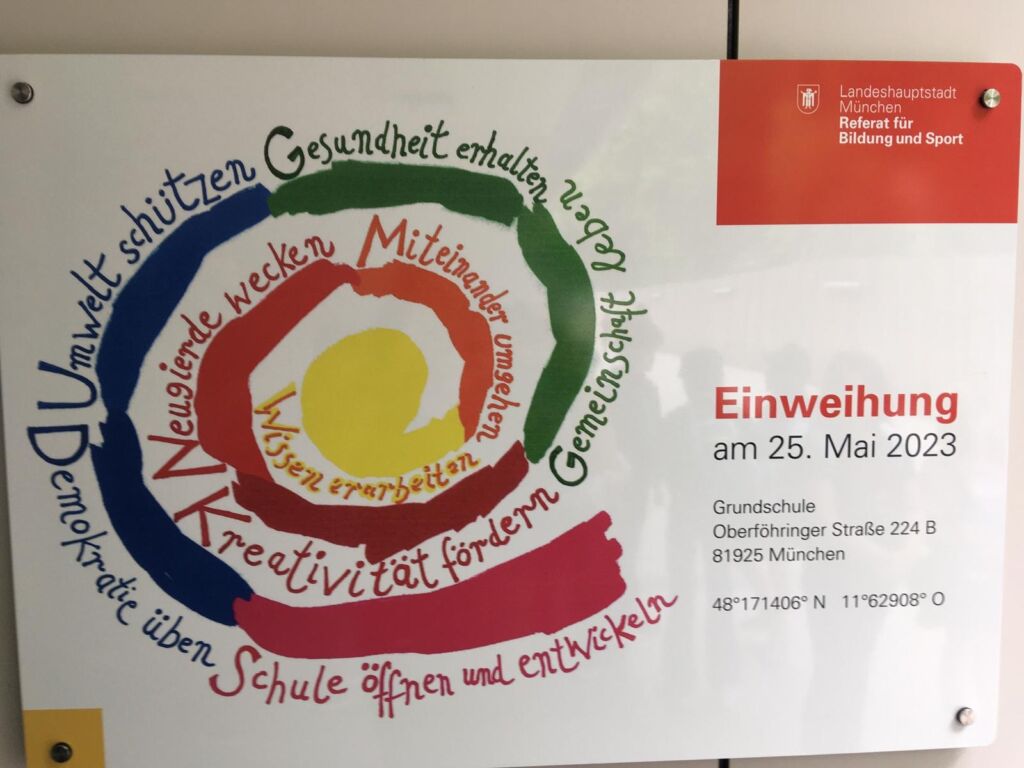 Landeshauptstadt
München
Referat für
Bildung und Sport
Wissen erarbeiten
Miteinander umgehen
Neugierde wecken
Kreativität fördern
Gemeinschaft leben
Gesundheit erhalten
Umwelt schützen
Demokratie üben
Schule öffnen und entwickeln
Einweihung
am 25. Mai 2023
Grundschule
Oberföhringer Straße 224 B
81925 München
48°171406° N 11°62908° O